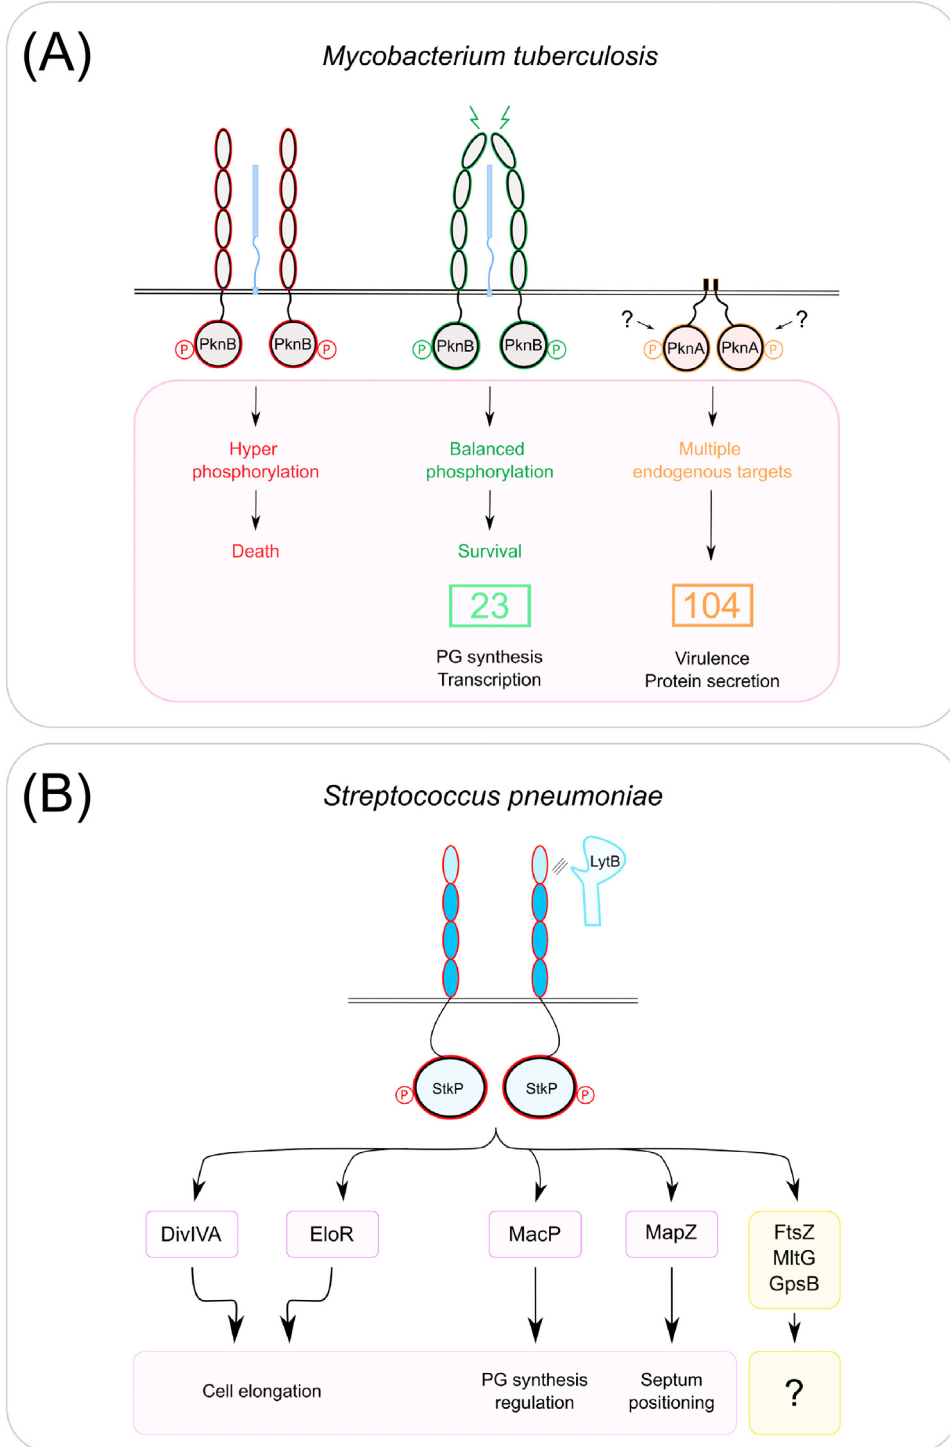 (A)
Mycobacterium tuberculosis
P PknB PknB P
P PknB PknB P
? ?
P PknA PknA P
Hyper
phosphorylation
Death
Balanced
phosphorylation
Survival
23
PG synthesis
Transcription
Multiple
endogenous targets
104
Virulence
Protein secretion
(B)
Streptococcus pneumoniae
LytB
P StkP StkP P
DivIVA
EloR
MacP
MapZ
FtsZ
MltG
GpsB
Cell elongation
PG synthesis
regulation
Septum
positioning
?